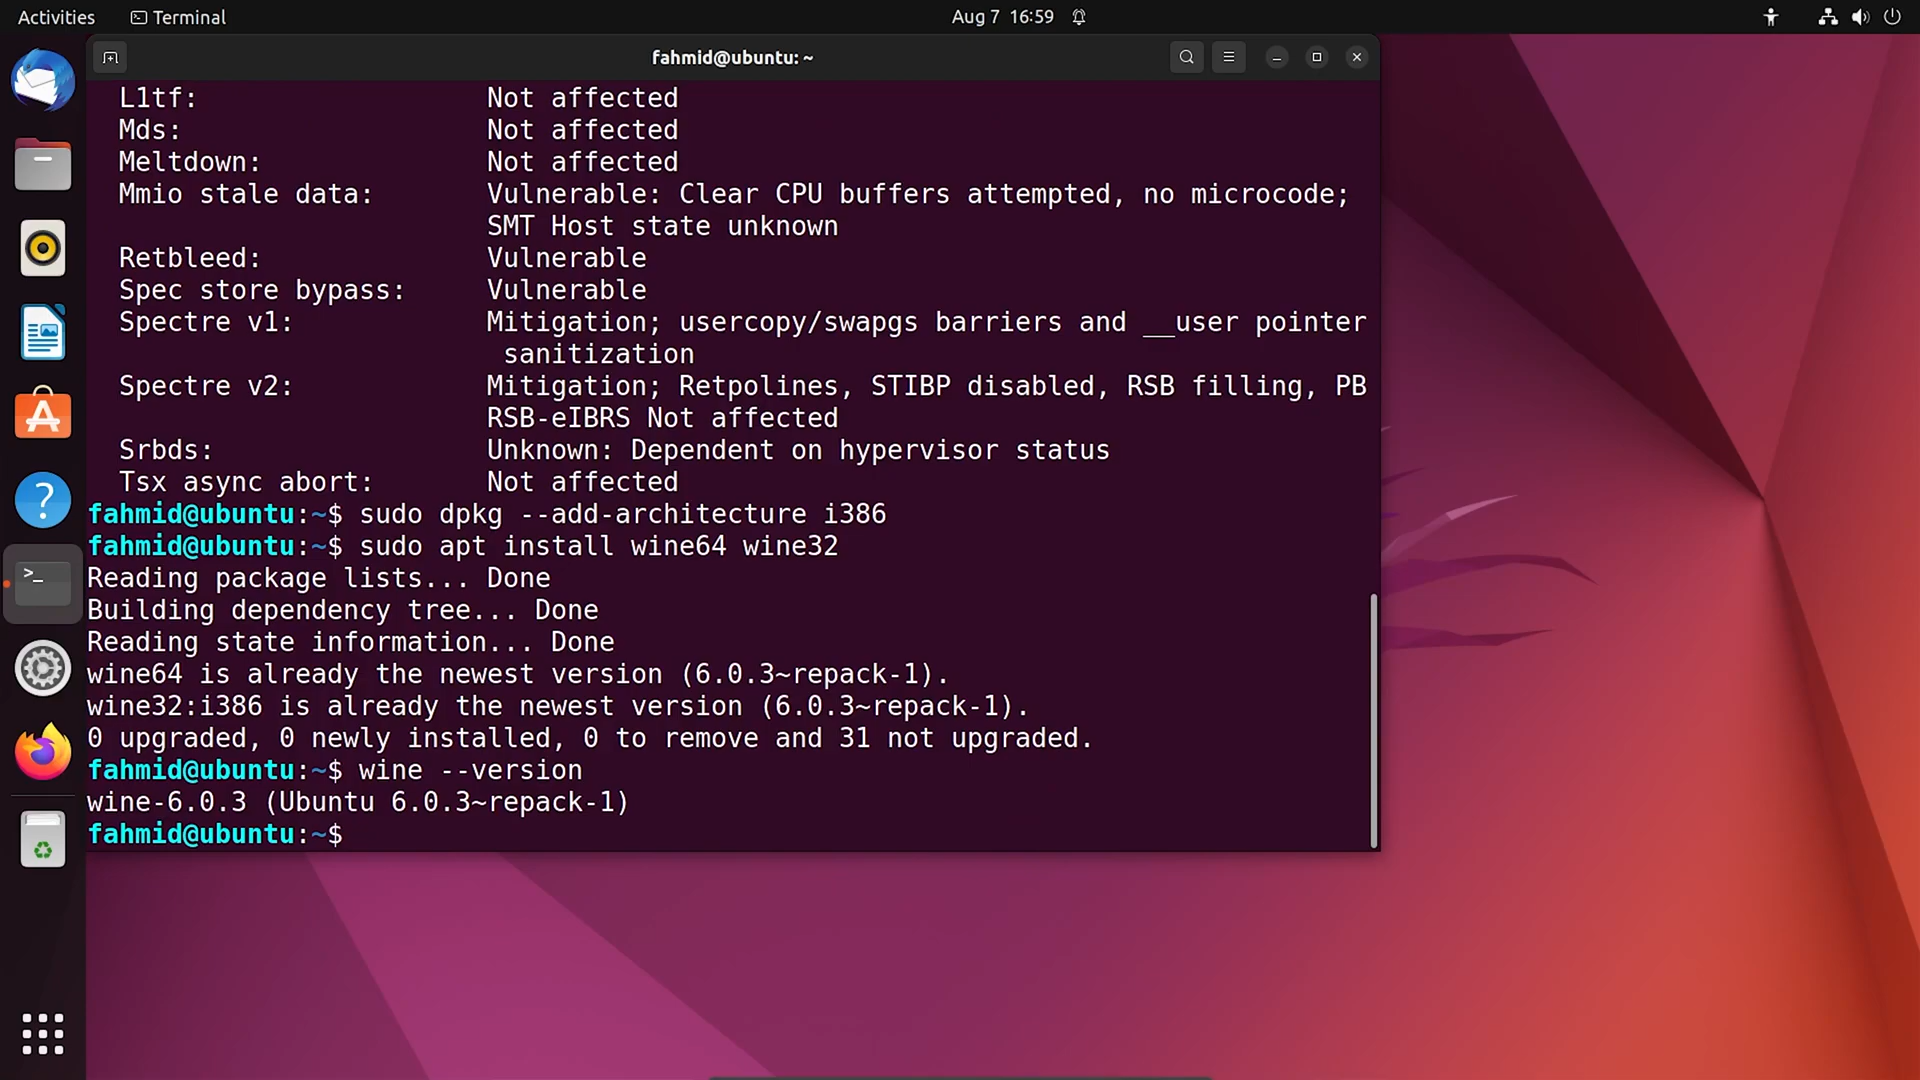 Activities
Terminal
Aug 7 16:59
fahmid@ubuntu: ~
L1tf: Not affected
Mds: Not affected
Meltdown: Not affected
Mmio stale data: Vulnerable: Clear CPU buffers attempted, no microcode;
SMT Host state unknown
Retbleed: Vulnerable
Spec store bypass: Vulnerable
Spectre v1: Mitigation; usercopy/swapgs barriers and __user pointer
sanitization
Spectre v2: Mitigation; Retpolines, STIBP disabled, RSB filling, PB
RSB-eIBRS Not affected
Srbds: Unknown: Dependent on hypervisor status
Tsx async abort: Not affected
fahmid@ubuntu:~$ sudo dpkg --add-architecture i386
fahmid@ubuntu:~$ sudo apt install wine64 wine32
Reading package lists... Done
Building dependency tree... Done
Reading state information... Done
wine64 is already the newest version (6.0.3~repack-1).
wine32:i386 is already the newest version (6.0.3~repack-1).
0 upgraded, 0 newly installed, 0 to remove and 31 not upgraded.
fahmid@ubuntu:~$ wine --version
wine-6.0.3 (Ubuntu 6.0.3~repack-1)
fahmid@ubuntu:~$